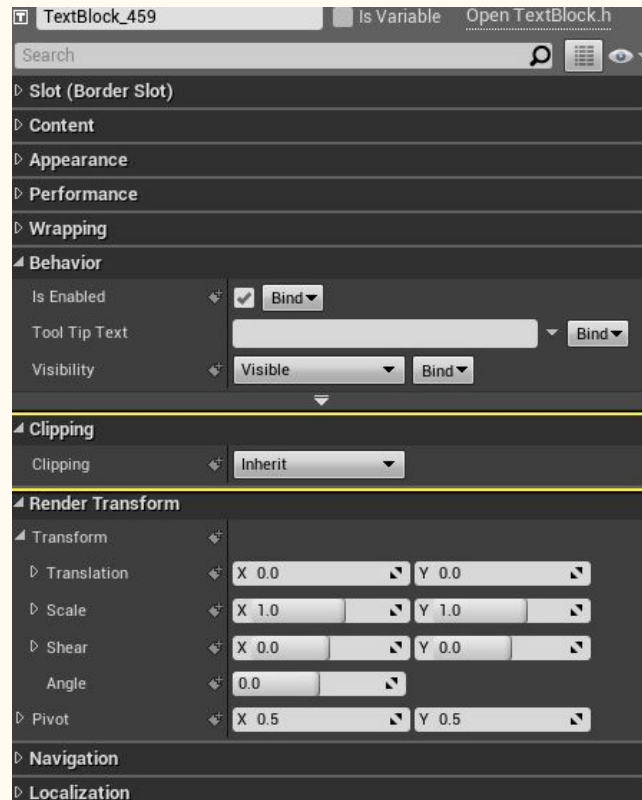 T TextBlock_459 Is Variable Open TextBlock.h
Search
Slot (Border Slot)
Content
Appearance
Performance
Wrapping
Behavior
Is Enabled Bind
Tool Tip Text Bind
Visibility Visible Bind
Clipping
Clipping Inherit
Render Transform
Transform
Translation X 0.0 Y 0.0
Scale X 1.0 Y 1.0
Shear X 0.0 Y 0.0
Angle 0.0
Pivot X 0.5 Y 0.5
Navigation
Localization